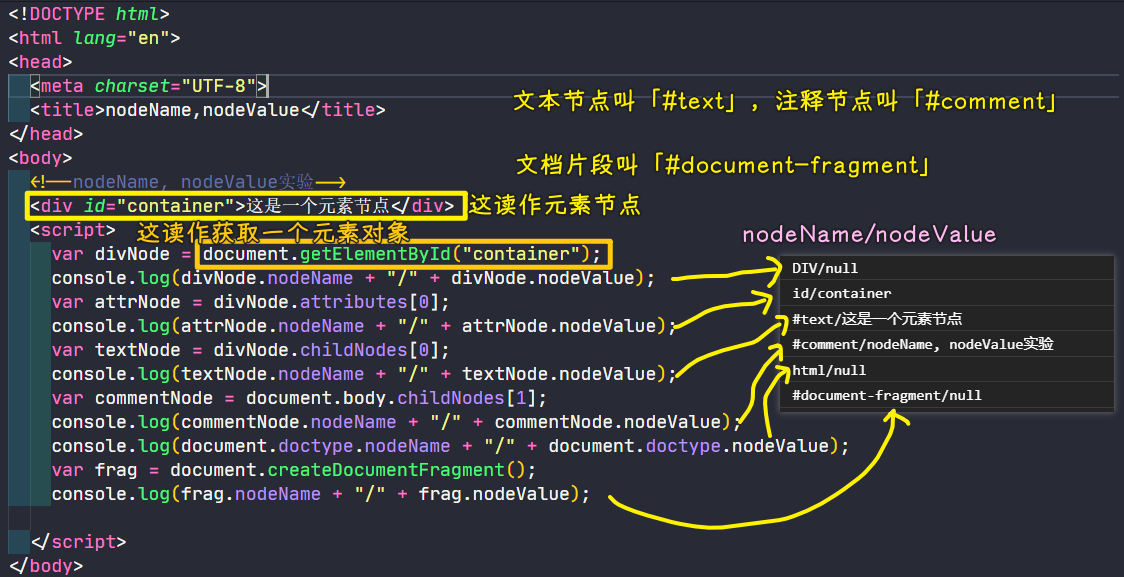 <!DOCTYPE html>
<html lang="en">
<head>
<meta charset="UTF-8">
<title>nodeName,nodeValue</title>
文本节点叫「#text」，注释节点叫「#comment」
</head>
<body>
文档片段叫「#document-fragment」
<!--nodeName, nodeValue实验-->
<div id="container">这是一个元素节点</div>
这读作元素节点
<script>
这读作获取一个元素对象
var divNode = document.getElementById("container");
console.log(divNode.nodeName + "/" + divNode.nodeValue);
var attrNode = divNode.attributes[0];
console.log(attrNode.nodeName + "/" + attrNode.nodeValue);
var textNode = divNode.childNodes[0];
console.log(textNode.nodeName + "/" + textNode.nodeValue);
var commentNode = document.body.childNodes[1];
console.log(commentNode.nodeName + "/" + commentNode.nodeValue);
console.log(document.doctype.nodeName + "/" + document.doctype.nodeValue);
var frag = document.createDocumentFragment();
console.log(frag.nodeName + "/" + frag.nodeValue);
</script>
</body>
nodeName/nodeValue
DIV/null
id/container
#text/这是一个元素节点
#comment/nodeName, nodeValue实验
html/null
#document-fragment/null